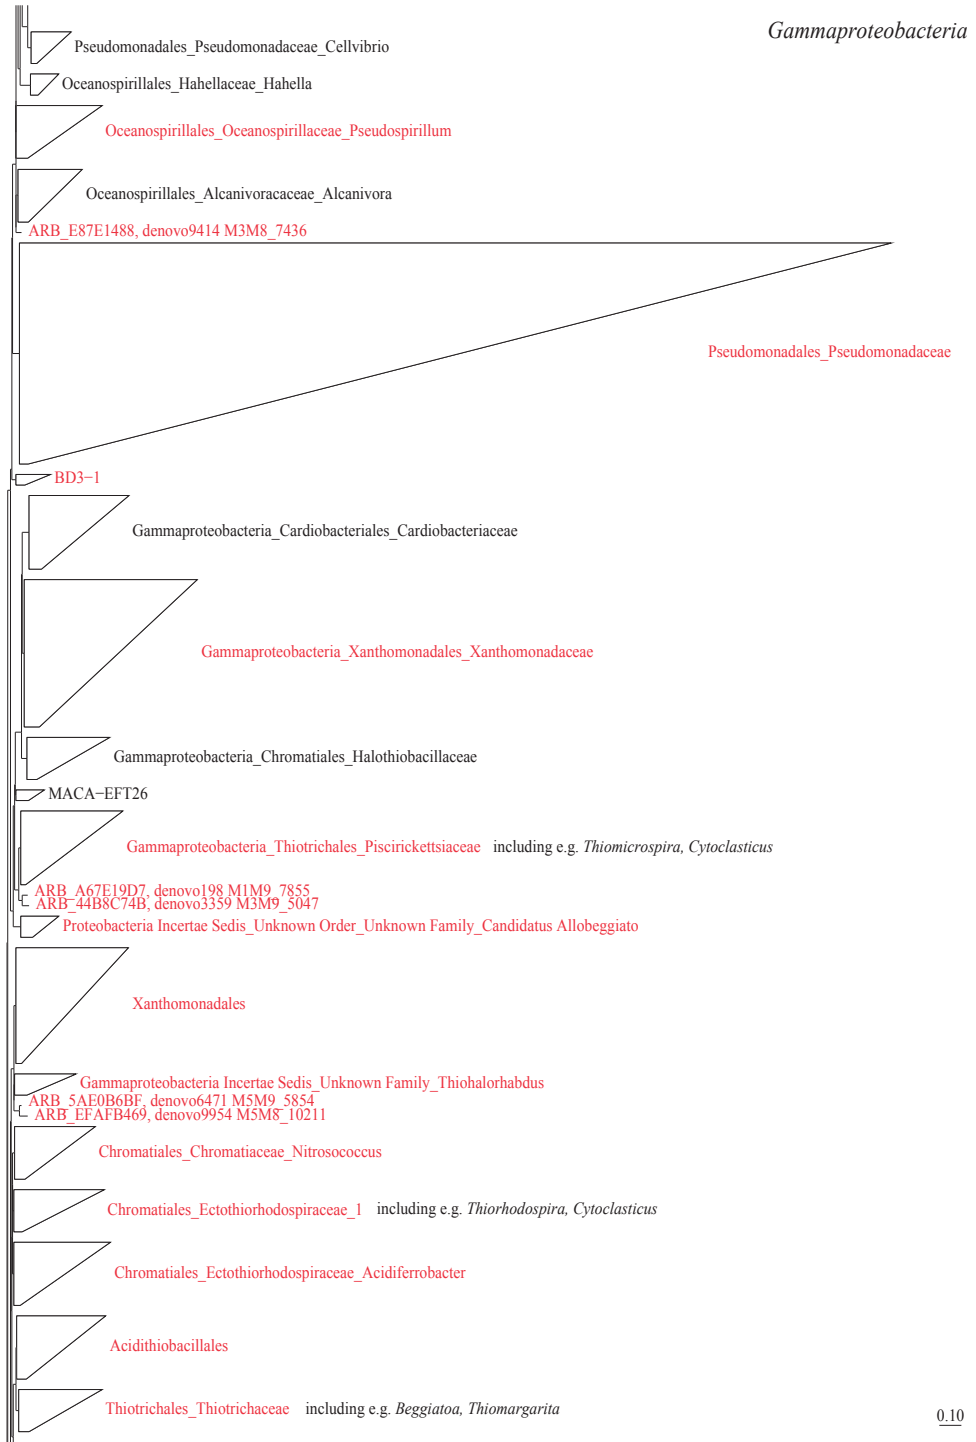 Gammaproteobacteria
Pseudomonadales_Pseudomonadaceae_Cellvibrio
Oceanospirillales_Hahellaceae_Hahella
Oceanospirillales_Oceanospirillaceae_Pseudospirillum
Oceanospirillales_Alcanivoracaceae_Alcanivora
ARB_E87E1488, denovo9414 M3M8_7436
Pseudomonadales_Pseudomonadaceae
BD3−1
Gammaproteobacteria_Cardiobacteriales_Cardiobacteriaceae
Gammaproteobacteria_Xanthomonadales_Xanthomonadaceae
Gammaproteobacteria_Chromatiales_Halothiobacillaceae
MACA−EFT26
Gammaproteobacteria_Thiotrichales_Piscirickettsiaceae including e.g. Thiomicrospira, Cytoclasticus
ARB_A67E19D7, denovo198 M1M9_7855
ARB_44B8C74B, denovo3359 M3M9_5047
Proteobacteria Incertae Sedis_Unknown Order_Unknown Family_Candidatus Allobeggiato
Xanthomonadales
Gammaproteobacteria Incertae Sedis_Unknown Family_Thiohalorhabdus
ARB_5AE0B6BF, denovo6471 M5M9_5854
ARB_EFAFB469, denovo9954 M5M8_10211
Chromatiales_Chromatiaceae_Nitrosococcus
Chromatiales_Ectothiorhodospiraceae_1 including e.g. Thiorhodospira, Cytoclasticus
Chromatiales_Ectothiorhodospiraceae_Acidiferrobacter
Acidithiobacillales
Thiotrichales_Thiotrichaceae including e.g. Beggiatoa, Thiomargarita
0.10